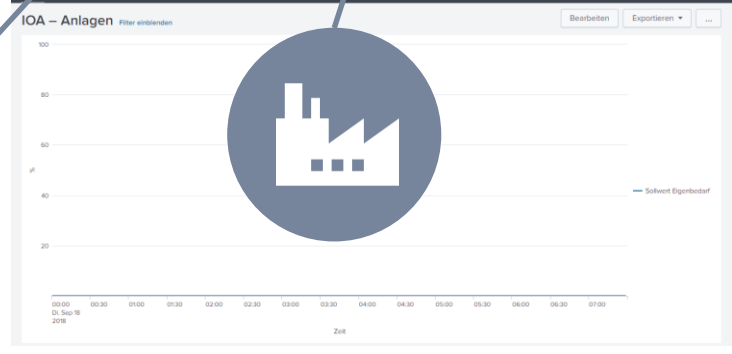 IOA – Anlagen Filter einblenden
Bearbeiten Exportieren ...
100
80
60
%
40
20
Sollwert Eigenbedarf
00:00 00:30 01:00 01:30 02:00 02:30 03:00 03:30 04:00 04:30 05:00 05:30 06:00 06:30 07:00
Di. Sep 18
2018
Zeit